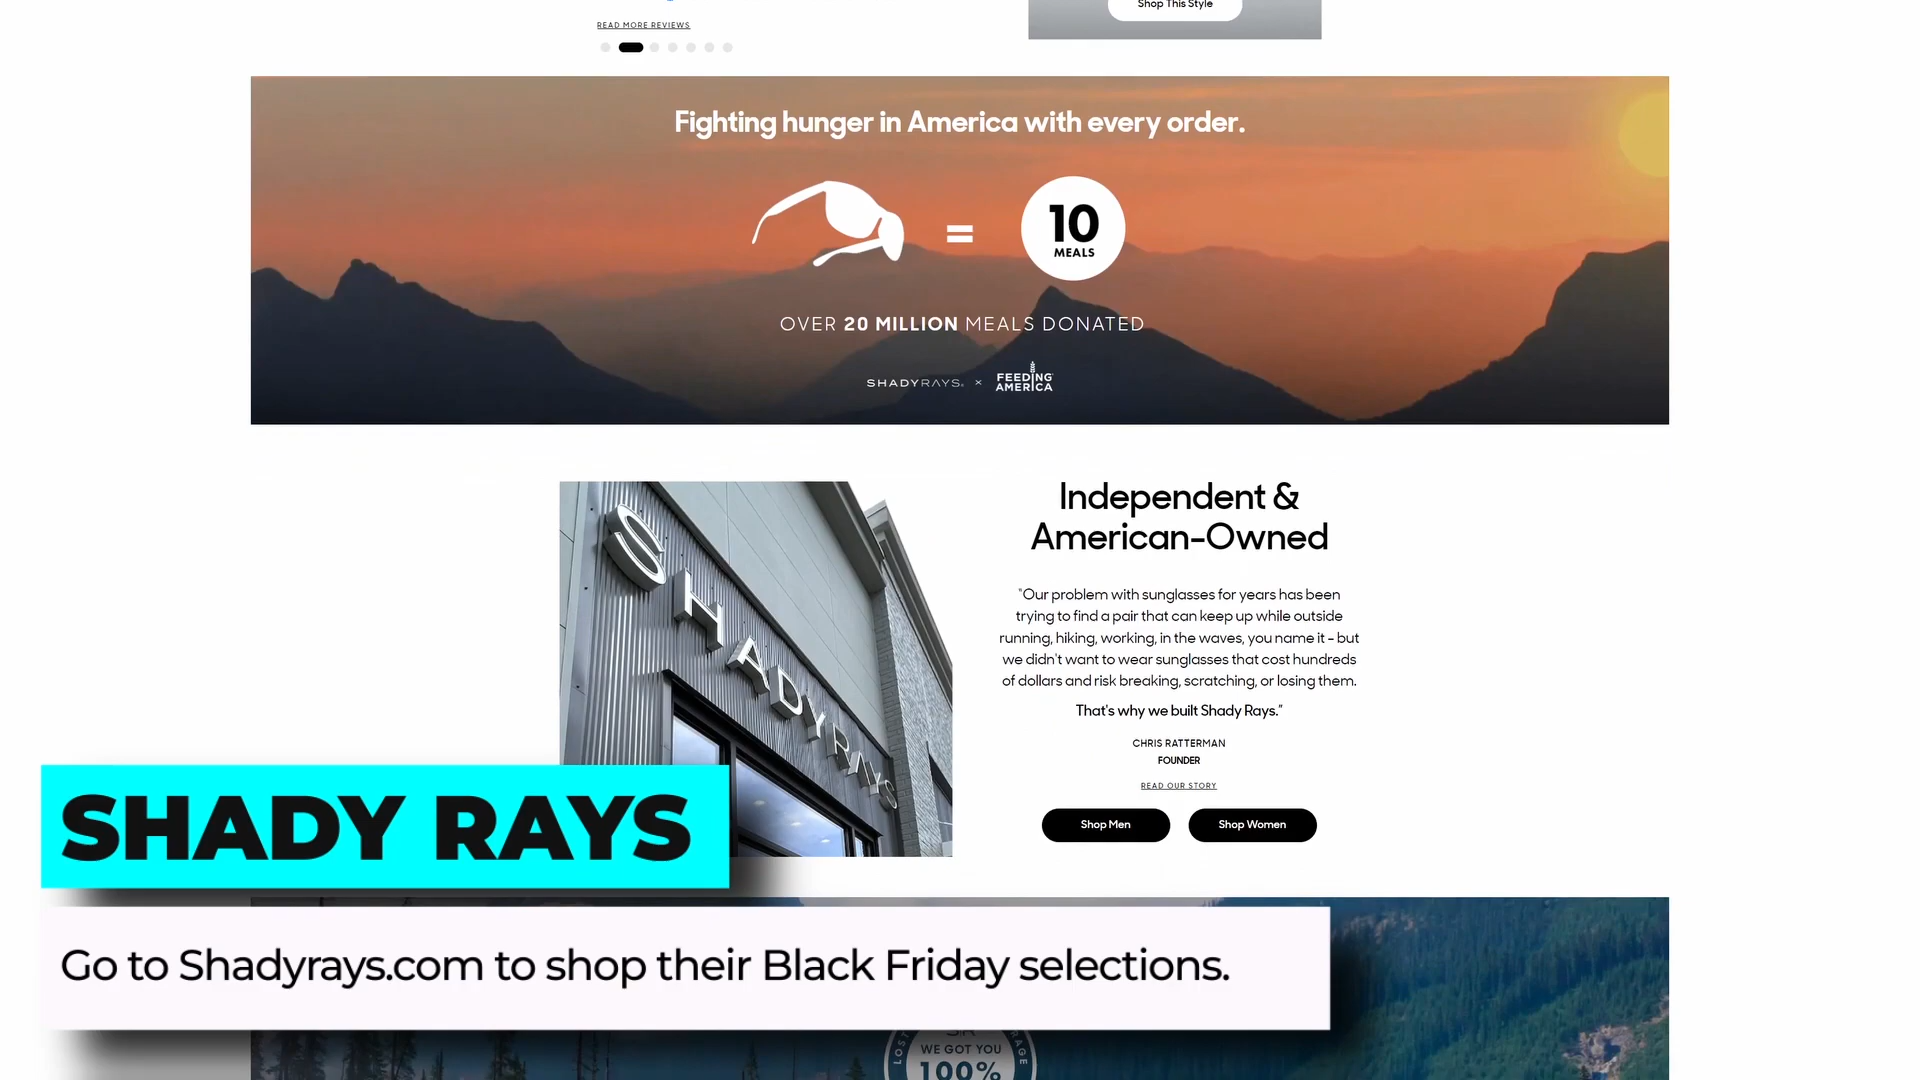 Shop This Style
READ MORE REVIEWS
Fighting hunger in America with every order.
=
10
MEALS
OVER 20 MILLION MEALS DONATED
SHADYRAYS × FEEDING
AMERICA
SHADYRAYS
Independent &
American-Owned
"Our problem with sunglasses for years has been
trying to find a pair that can keep up while outside
running, hiking, working, in the waves, you name it - but
we didn't want to wear sunglasses that cost hundreds
of dollars and risk breaking, scratching, or losing them.
That's why we built Shady Rays."
CHRIS RATTERMAN
FOUNDER
READ OUR STORY
Shop Men
Shop Women
SHADY RAYS
Go to Shadyrays.com to shop their Black Friday selections.
WE GOT YOU
100%